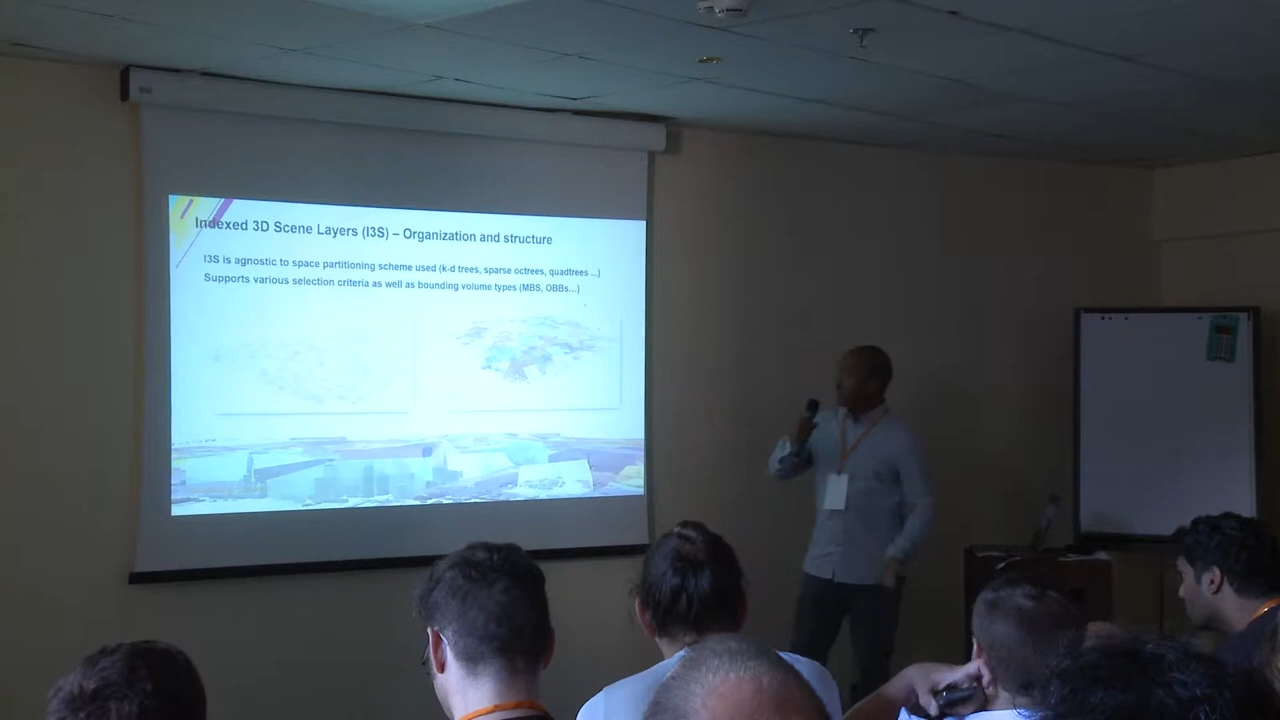 Indexed 3D Scene Layers (I3S) – Organization and structure
I3S is agnostic to space partitioning scheme used (k-d trees, sparse octrees, quadtrees ...)
Supports various selection criteria as well as bounding volume types (MBS, OBBs...)